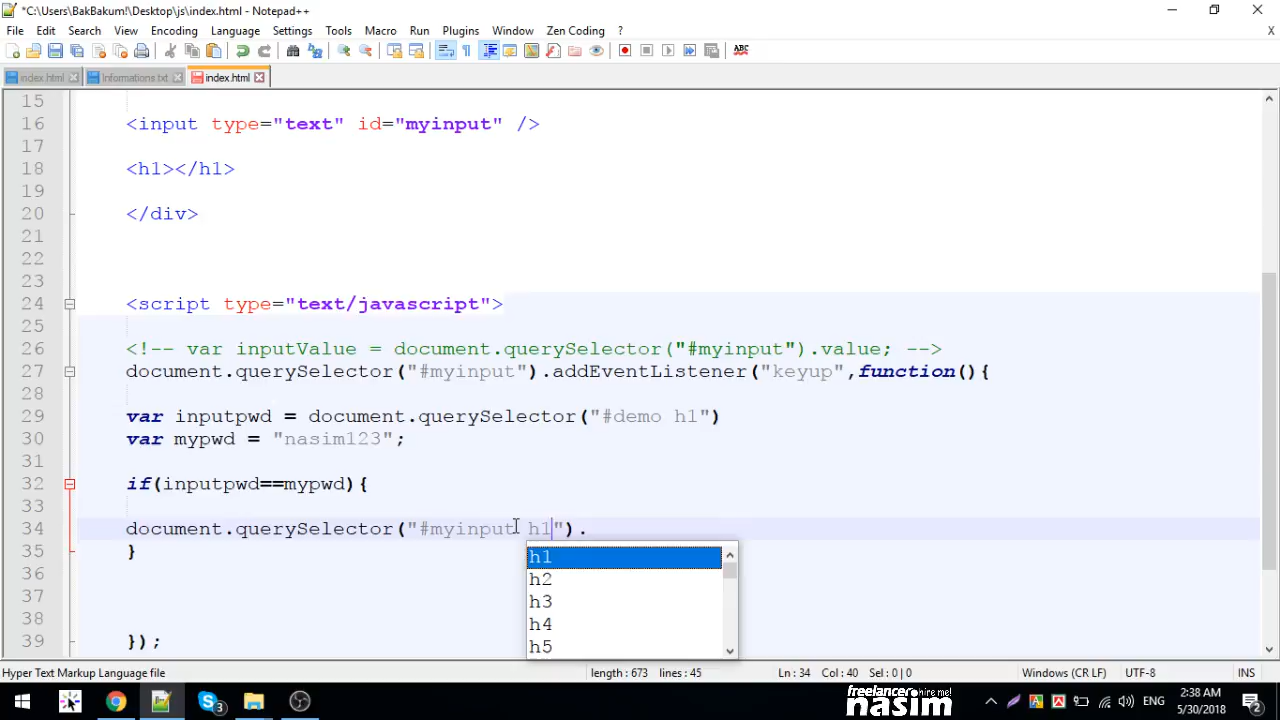 *C:\Users\BakBakum!\Desktop\js\index.html - Notepad++
File Edit Search View Encoding Language Settings Tools Macro Run Plugins Window Zen Coding ? X
index.html Informations.txt index.html
15
16 <input type="text" id="myinput" />
17
18 <h1></h1>
19
20 </div>
21
22
23
24 <script type="text/javascript">
25
26 <!-- var inputValue = document.querySelector("#myinput").value; -->
27 document.querySelector("#myinput").addEventListener("keyup",function(){
28
29 var inputpwd = document.querySelector("#demo h1")
30 var mypwd = "nasim123";
31
32 if(inputpwd==mypwd){
33
34 document.querySelector("#myinput h1").
35 }
h1
36
h2
37
h3
38
h4
39 });
h5
Hyper Text Markup Language file length : 673 lines : 45 Ln : 34 Col : 40 Sel : 0 | 0 Windows (CR LF) UTF-8 INS
freelancer hire me!
nasim
ENG
2:38 AM
5/30/2018
3
2